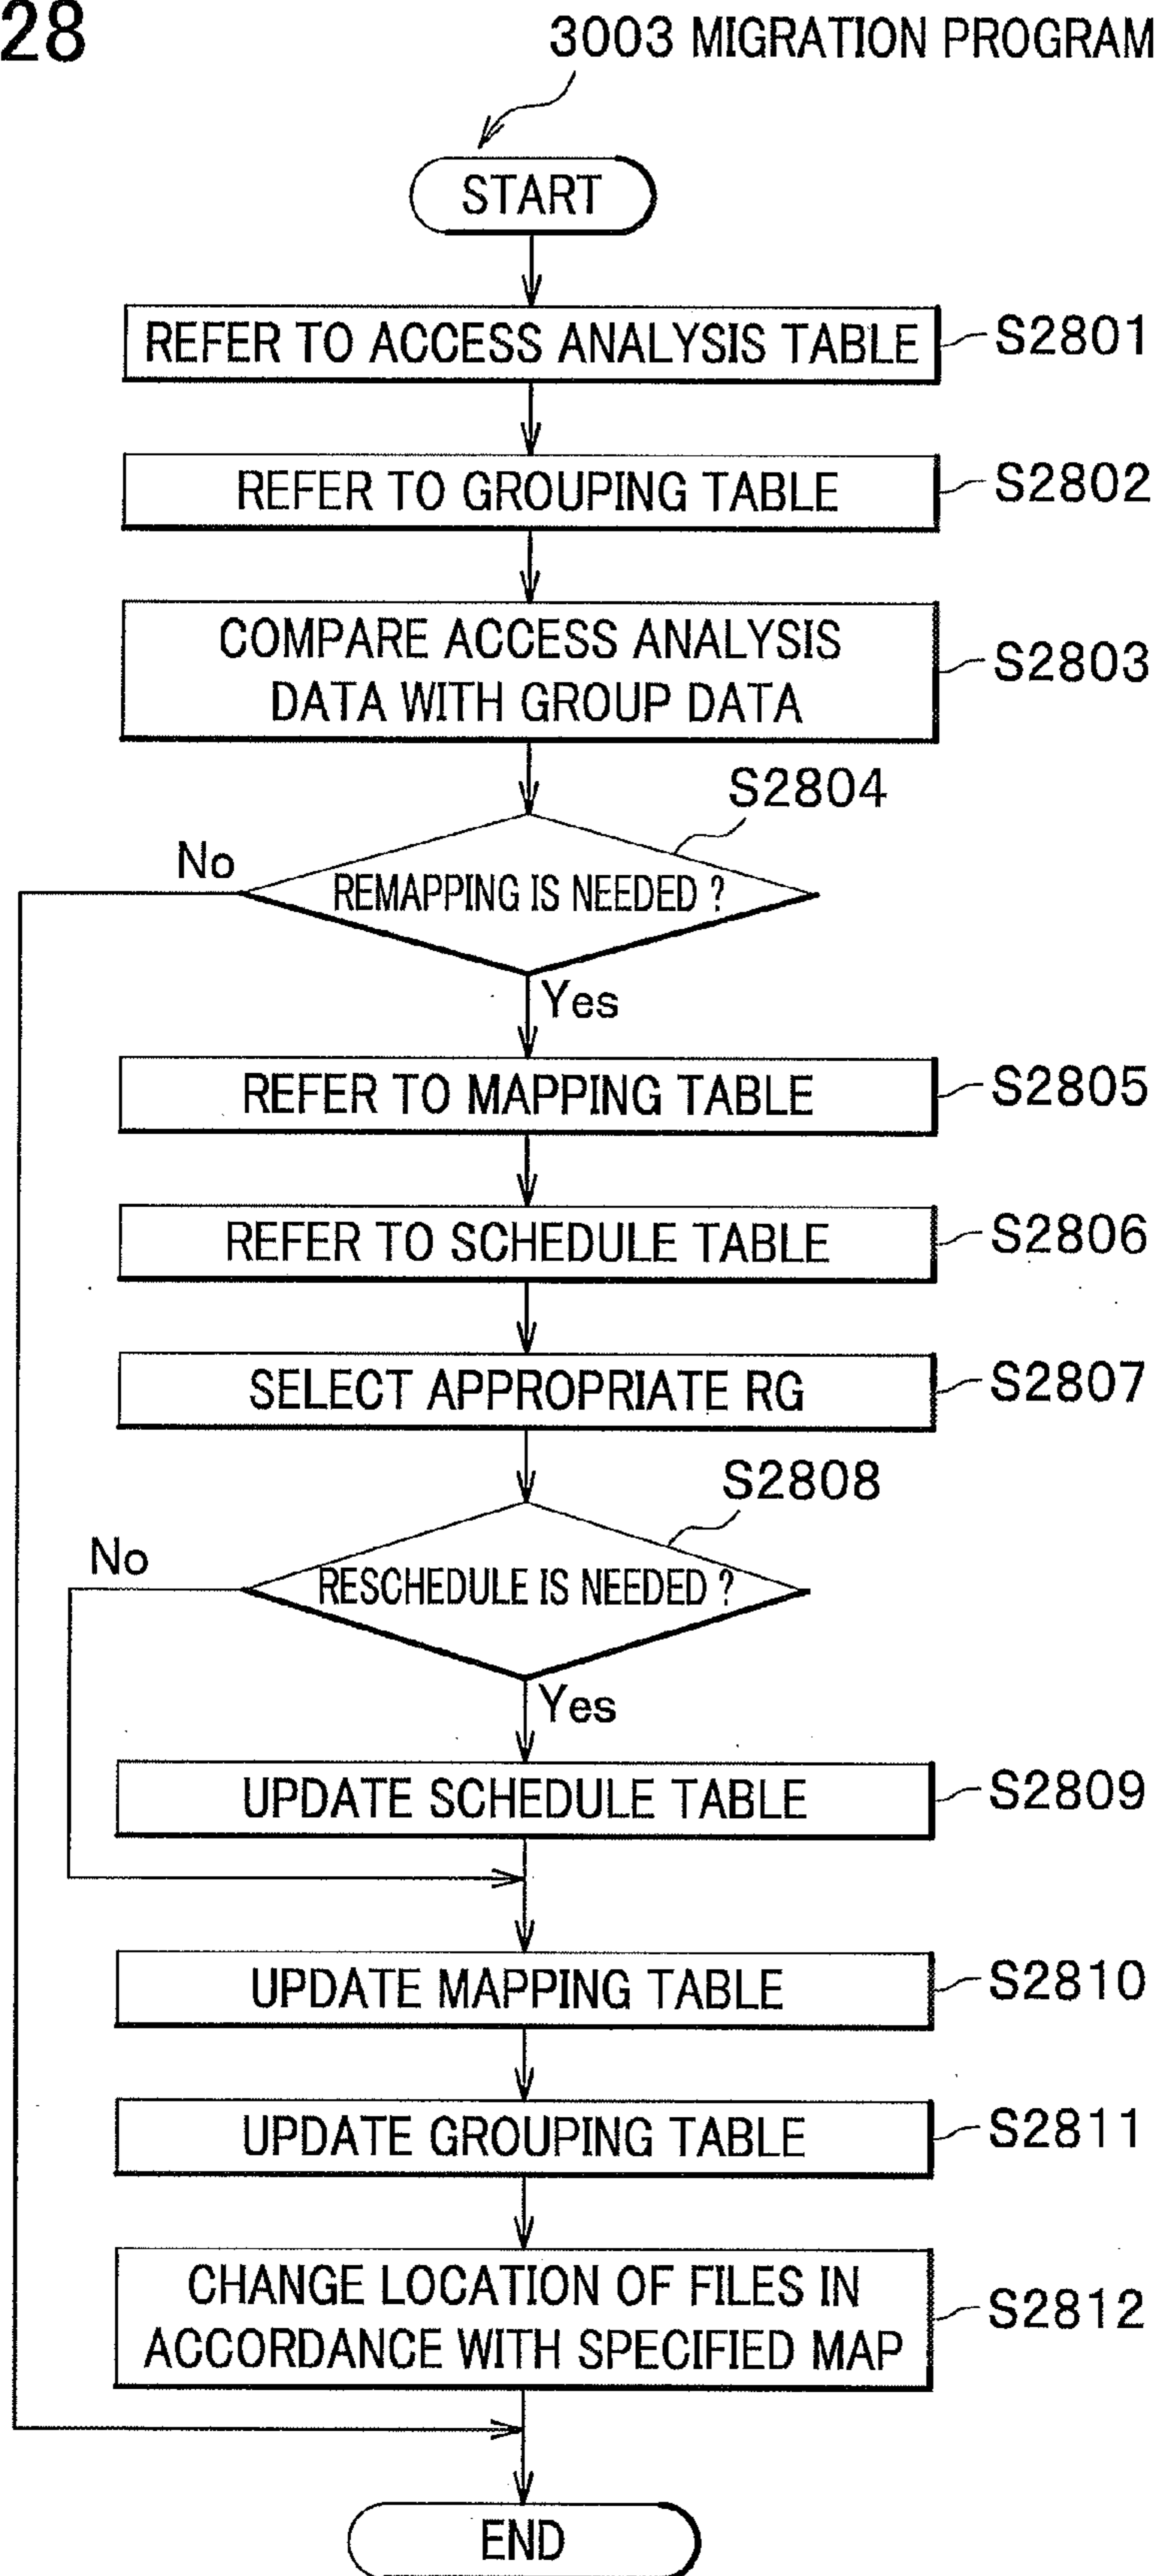 28
3003 MIGRATION PROGRAM
START
REFER TO ACCESS ANALYSIS TABLE
S2801
REFER TO GROUPING TABLE
S2802
COMPARE ACCESS ANALYSIS
DATA WITH GROUP DATA
S2803
S2804
No
REMAPPING IS NEEDED ?
Yes
REFER TO MAPPING TABLE
S2805
REFER TO SCHEDULE TABLE
S2806
SELECT APPROPRIATE RG
S2807
S2808
No
RESCHEDULE IS NEEDED ?
Yes
UPDATE SCHEDULE TABLE
S2809
UPDATE MAPPING TABLE
S2810
UPDATE GROUPING TABLE
S2811
CHANGE LOCATION OF FILES IN
ACCORDANCE WITH SPECIFIED MAP
S2812
END